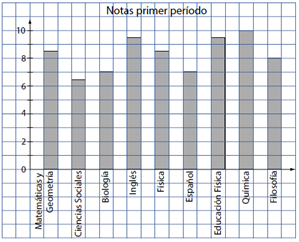 Notas primer período
10
8
6
4
2
0
Matemáticas y
Geometría
Ciencias Sociales
Biología
Inglés
Física
Español
Educación Física
Química
Filosofía